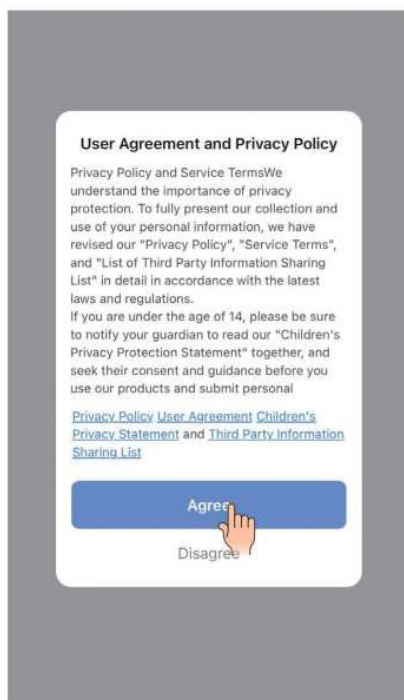 User Agreement and Privacy Policy
Privacy Policy and Service TermsWe
understand the importance of privacy
protection. To fully present our collection and
use of your personal information, we have
revised our "Privacy Policy", "Service Terms",
and "List of Third Party Information Sharing
List" in detail in accordance with the latest
laws and regulations.
If you are under the age of 14, please be sure
to notify your guardian to read our "Children's
Privacy Protection Statement" together, and
seek their consent and guidance before you
use our products and submit personal
Privacy Policy User Agreement Children's
Privacy Statement and Third Party Information
Sharing List
Agree
Disagree